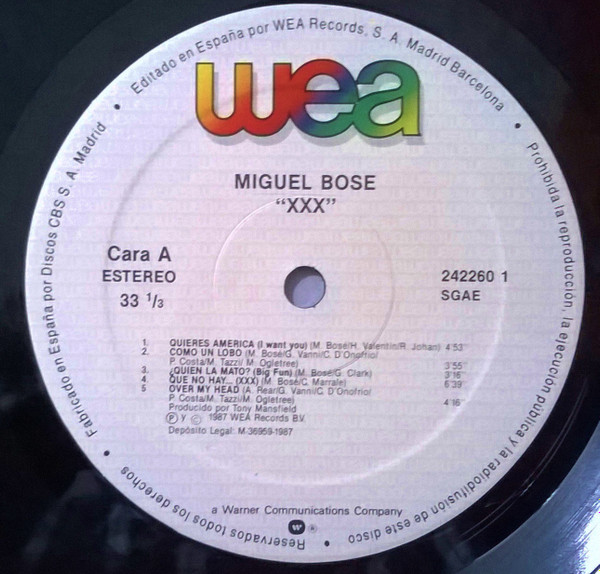 Editado en España por WEA Records, S. A. Madrid Barcelona
wea
MIGUEL BOSE
“XXX”
Cara A
ESTEREO
33 1/3
242260 1
SGAE
1. QUIERES AMERICA (I want you) (M. Bosé/H. Valentin/R. Johan) 4'53"
2. COMO UN LOBO (M. Bosé/G. Vanni/C. D'Onofrio/
P. Costa/M. Tazzi/ M. Ogletree) 3'55"
3. ¿QUIEN LA MATO? (Big Fun) (M. Bosé/G. Clark) 3'16"
4. QUE NO HAY... (XXX) (M. Bosé/C. Marrale) 6'39"
5 OVER MY HEAD (A. Rear/G. Vanni/C. D'Onofrio/
P. Costa/M. Tazzi/M. Ogletree) 4'16"
Producido por Tony Mansfield
Ⓟ y © 1987 WEA Records B.V.
Depósito Legal: M-36959-1987
a Warner Communications Company
W ®
Prohibida la reproducción, la ejecución pública y la radiodifusión de este disco
Reservados todos los derechos
Fabricado en España por Discos CBS S. A. Madrid